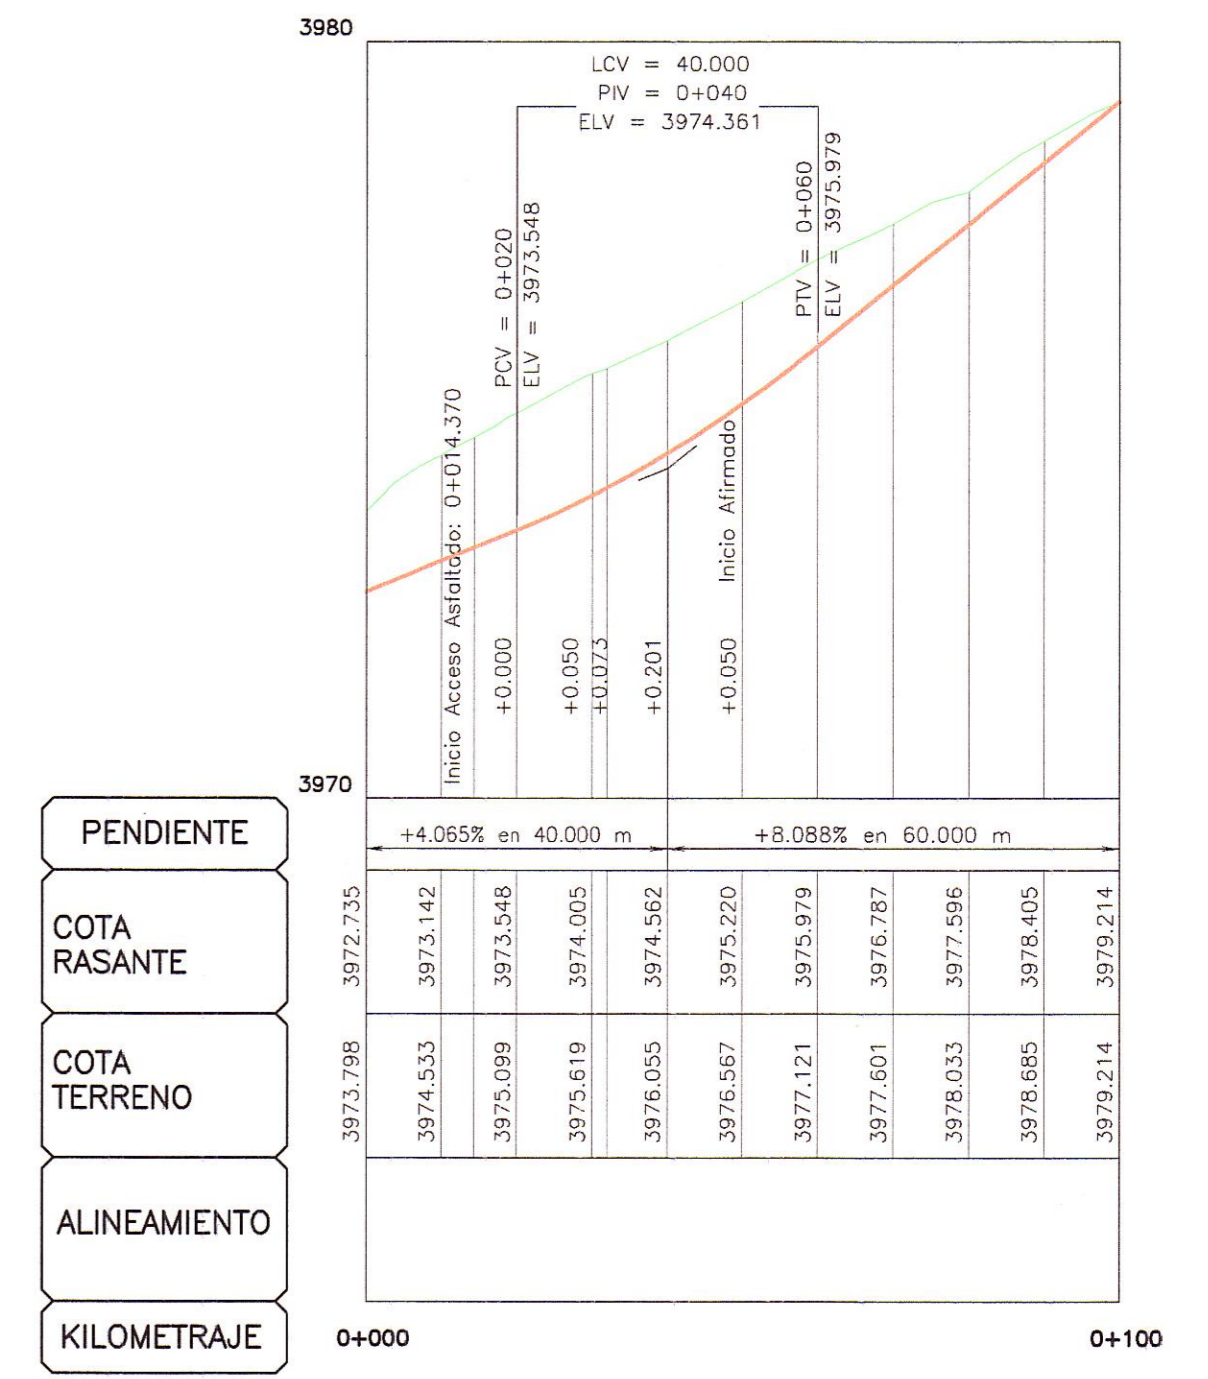 3980
LCV = 40.000
PIV = 0+040
ELV = 3974.361
PCV = 0+020
ELV = 3973.548
PTV = 0+060
ELV = 3975.979
Inicio Acceso Asfaltado: 0+014.370
Inicio Afirmado
+0.000
+0.050
+0.073
+0.201
+0.050
3970
PENDIENTE
+4.065% en 40.000 m
+8.088% en 60.000 m
COTA
RASANTE
3972.735
3973.142
3973.548
3974.005
3974.562
3975.220
3975.979
3976.787
3977.596
3978.405
3979.214
COTA
TERRENO
3973.798
3974.533
3975.099
3975.619
3976.055
3976.567
3977.121
3977.601
3978.033
3978.685
3979.214
ALINEAMIENTO
KILOMETRAJE
0+000
0+100